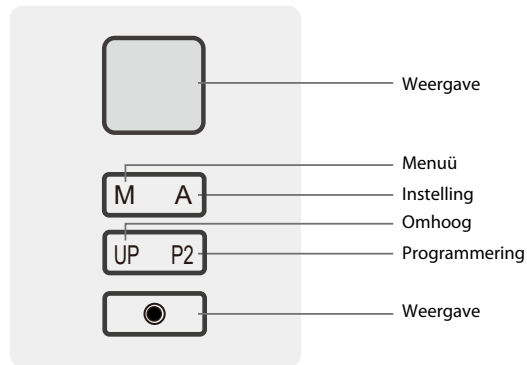 Weergave
Menuü
M A
Instelling
Omhoog
UP P2
Programmering
Weergave